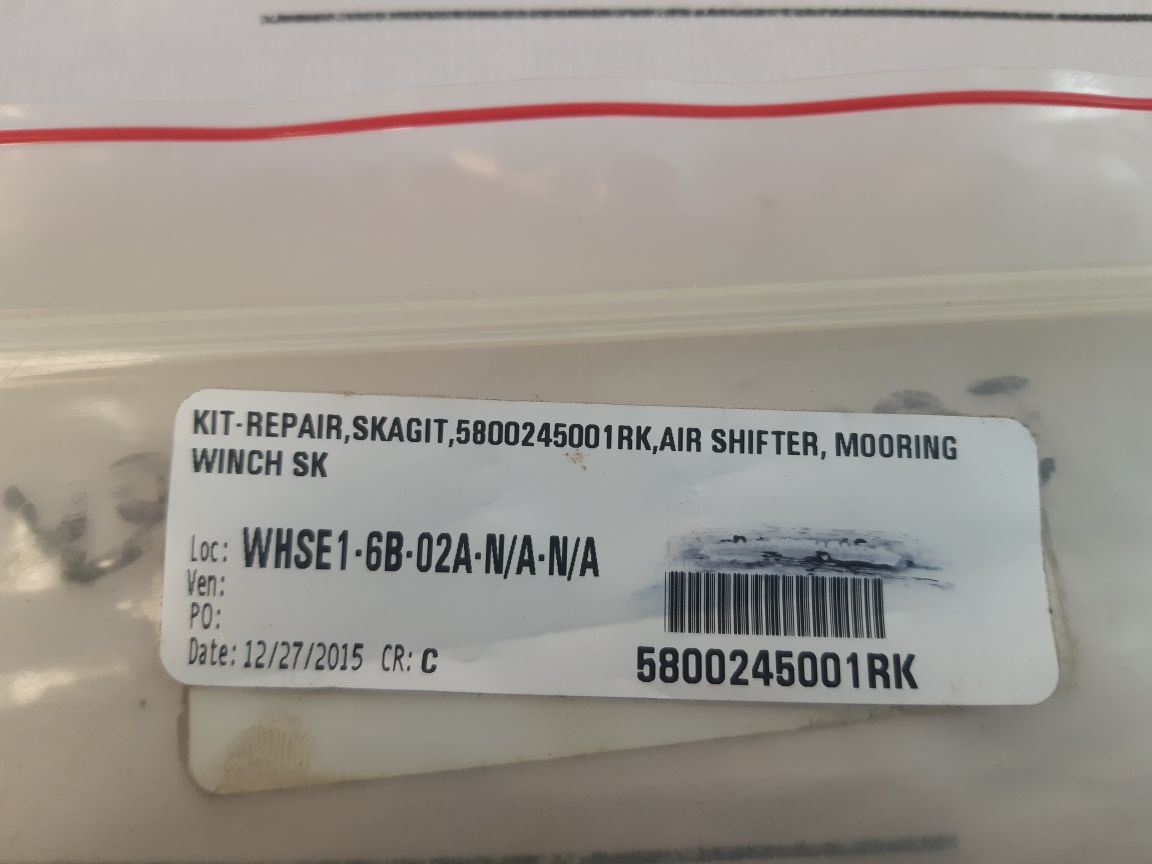 KIT-REPAIR,SKAGIT,5800245001RK,AIR SHIFTER, MOORING
WINCH SK
Loc: WHSE1-6B-02A-N/A-N/A
Ven:
PO:
Date: 12/27/2015 CR: C
5800245001RK